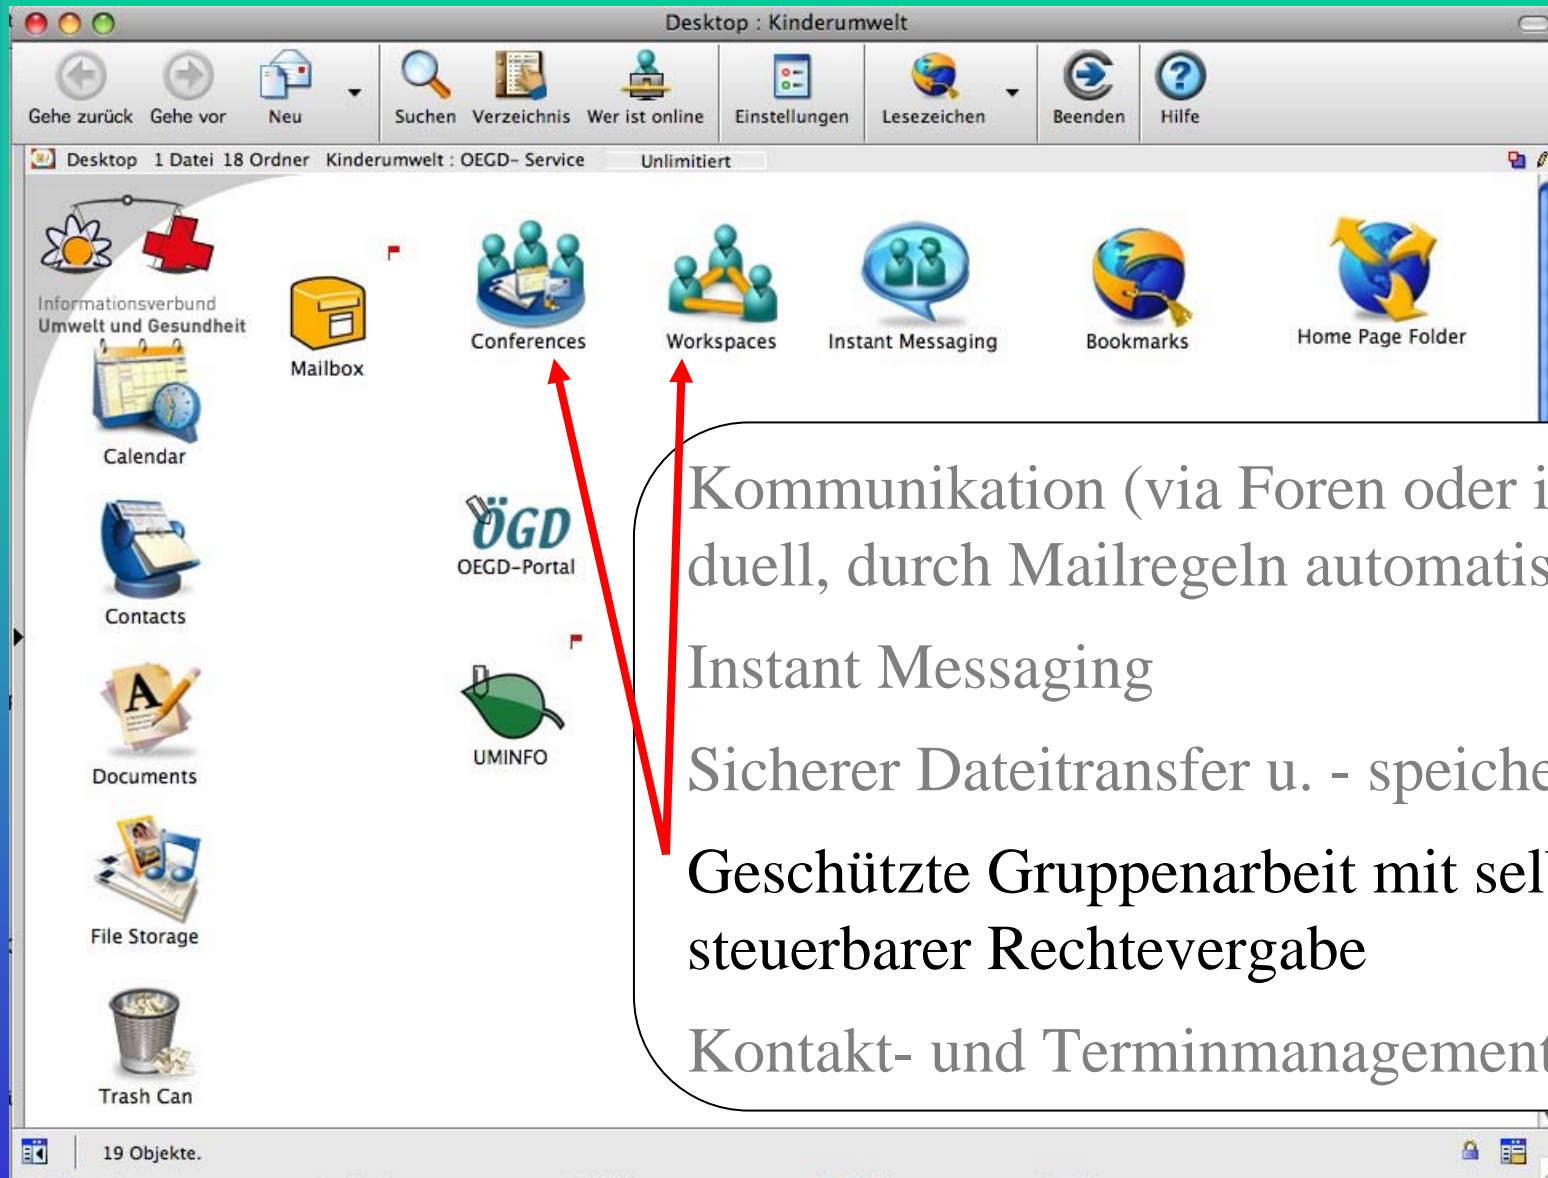 Desktop : Kinderumwelt
Gehe zurück Gehe vor Neu Suchen Verzeichnis Wer ist online Einstellungen Lesezeichen Beenden Hilfe
Desktop 1 Datei 18 Ordner Kinderumwelt : OEGD- Service Unlimitiert
Informationsverbund
Umwelt und Gesundheit
Mailbox
Conferences
Workspaces
Instant Messaging
Bookmarks
Home Page Folder
Calendar
ÖGD
OEGD-Portal
Contacts
UMINFO
Documents
File Storage
Trash Can
Kommunikation (via Foren oder i
duell, durch Mailregeln automatis
Instant Messaging
Sicherer Dateitransfer u. - speiche
Geschützte Gruppenarbeit mit sel
steuerbarer Rechtevergabe
Kontakt- und Terminmanagement
19 Objekte.